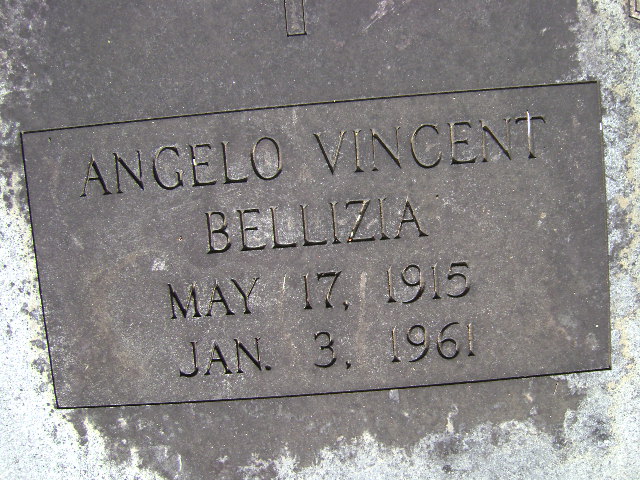 ANGELO VINCENT
BELLIZIA
MAY 17, 1915
JAN. 3, 1961